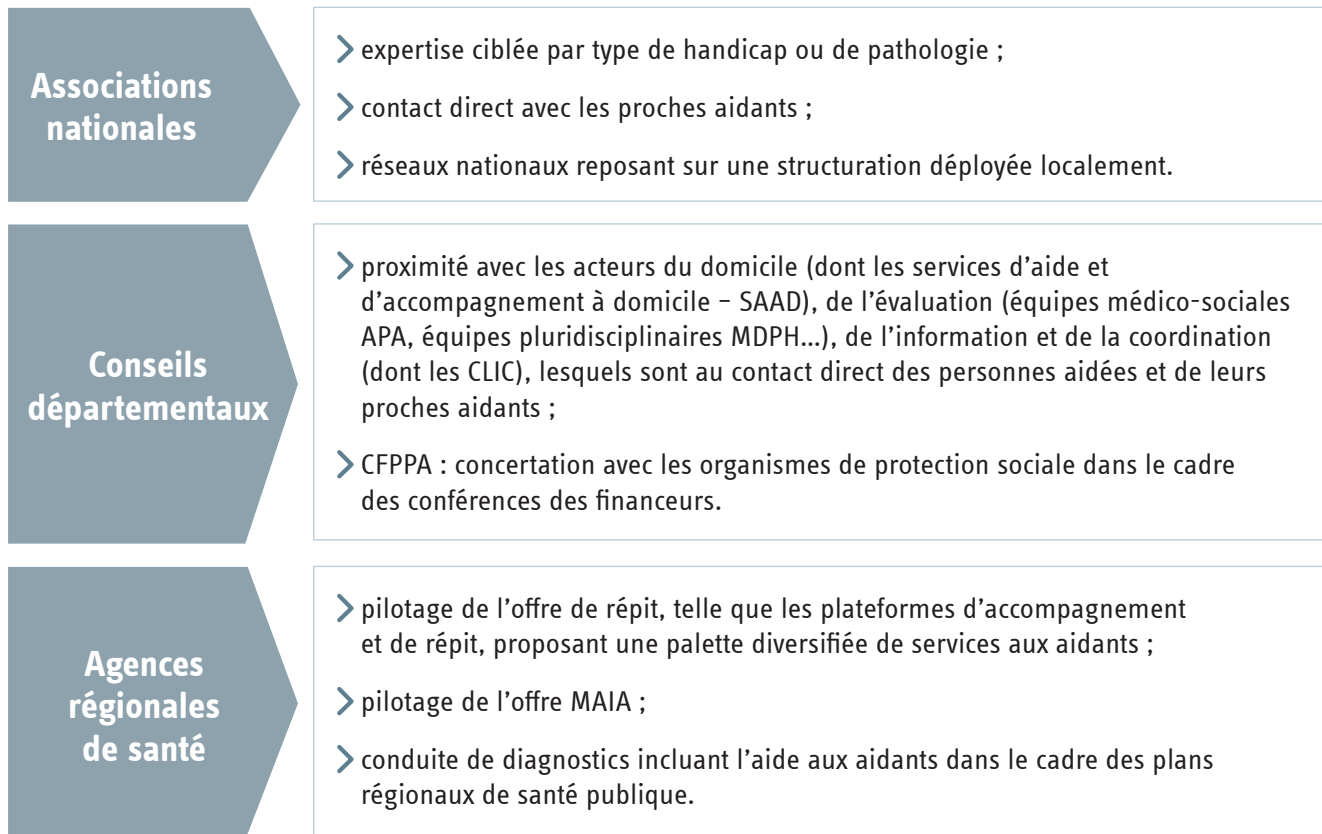 Associations
nationales
expertise ciblée par type de handicap ou de pathologie ;
contact direct avec les proches aidants ;
réseaux nationaux reposant sur une structuration déployée localement.
Conseils
départementaux
proximité avec les acteurs du domicile (dont les services d’aide et
d’accompagnement à domicile – SAAD), de l’évaluation (équipes médico-sociales
APA, équipes pluridisciplinaires MDPH...), de l’information et de la coordination
(dont les CLIC), lesquels sont au contact direct des personnes aidées et de leurs
proches aidants ;
CFPPA : concertation avec les organismes de protection sociale dans le cadre
des conférences des financeurs.
Agences
régionales
de santé
pilotage de l’offre de répit, telle que les plateformes d’accompagnement
et de répit, proposant une palette diversifiée de services aux aidants ;
pilotage de l’offre MAIA ;
conduite de diagnostics incluant l’aide aux aidants dans le cadre des plans
régionaux de santé publique.